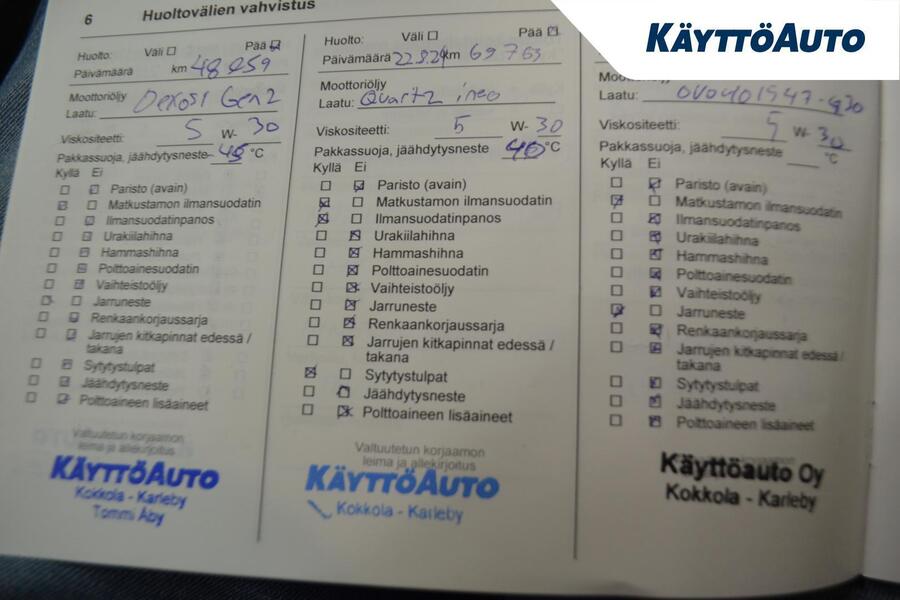 KÄYTTÖAUTO
6 Huoltovälien vahvistus
Huolto: Väli Pää
Päivämäärä km 48 059
Moottoriöljy
Laatu: Dexos1 Gen2
Viskositeetti: 5 W- 30
Pakkassuoja, jäähdytysneste °C
Kyllä Ei
Paristo (avain)
Matkustamon ilmansuodatin
Ilmansuodatinpanos
Urakiilahihna
Hammashihna
Polttoainesuodatin
Vaihteistoöljy
Jarruneste
Renkaankorjaussarja
Jarrujen kitkapinnat edessä /
takana
Sytytystulpat
Jäähdytysneste
Polttoaineen lisäaineet
Valtuutetun korjaamon
leima ja allekirjoitus
KÄYTTÖAUTO
Kokkola - Karleby
Tommi Åby
Huolto: Väli Pää
Päivämäärä 22.8.24 km 69 763
Moottoriöljy
Laatu: Quartz ineo
Viskositeetti: 5 W- 30
Pakkassuoja, jäähdytysneste 40 °C
Kyllä Ei
Paristo (avain)
Matkustamon ilmansuodatin
Ilmansuodatinpanos
Urakiilahihna
Hammashihna
Polttoainesuodatin
Vaihteistoöljy
Jarruneste
Renkaankorjaussarja
Jarrujen kitkapinnat edessä /
takana
Sytytystulpat
Jäähdytysneste
Polttoaineen lisäaineet
Valtuutetun korjaamon
leima ja allekirjoitus
KÄYTTÖAUTO
Kokkola - Karleby
Moottoriöljy
Laatu:
Viskositeetti: 5 W- 30
Pakkassuoja, jäähdytysneste °C
Kyllä Ei
Paristo (avain)
Matkustamon ilmansuodatin
Ilmansuodatinpanos
Urakiilahihna
Hammashihna
Polttoainesuodatin
Vaihteistoöljy
Jarruneste
Renkaankorjaussarja
Jarrujen kitkapinnat edessä /
takana
Sytytystulpat
Jäähdytysneste
Polttoaineen lisäaineet
Käyttöauto Oy
Kokkola - Karleby